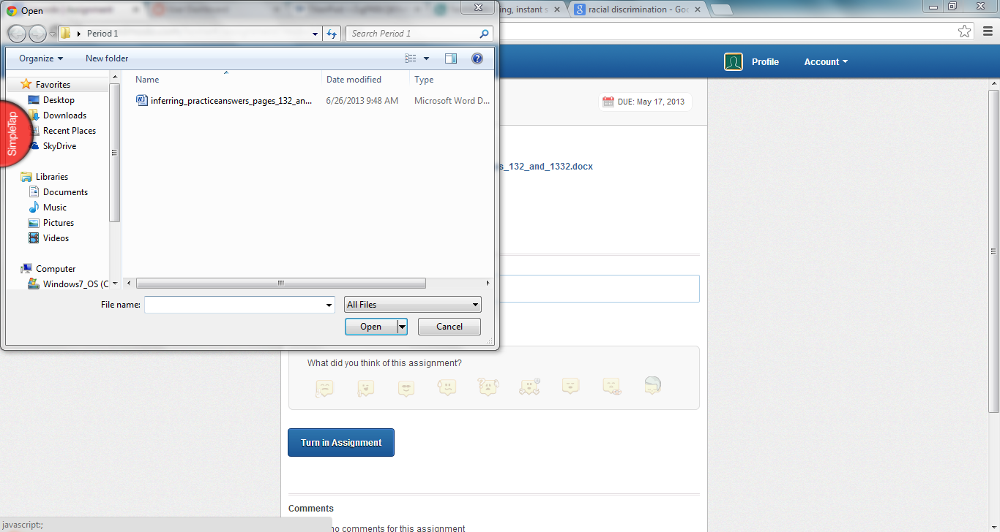 Open
ing, instant s
racial discrimination - Goo
Period 1
Search Period 1
Organize
New folder
Profile
Account
Favorites
Desktop
Downloads
Recent Places
SkyDrive
Libraries
Documents
Music
Pictures
Videos
Computer
Windows7_OS (C
Name
Date modified
Type
inferring_practiceanswers_pages_132_an...
6/26/2013 9:48 AM
Microsoft Word D...
SimpleTap
DUE: May 17, 2013
s_132_and_1332.docx
File name:
All Files
Open
Cancel
What did you think of this assignment?
Turn in Assignment
Comments
no comments for this assignment
javascript:;